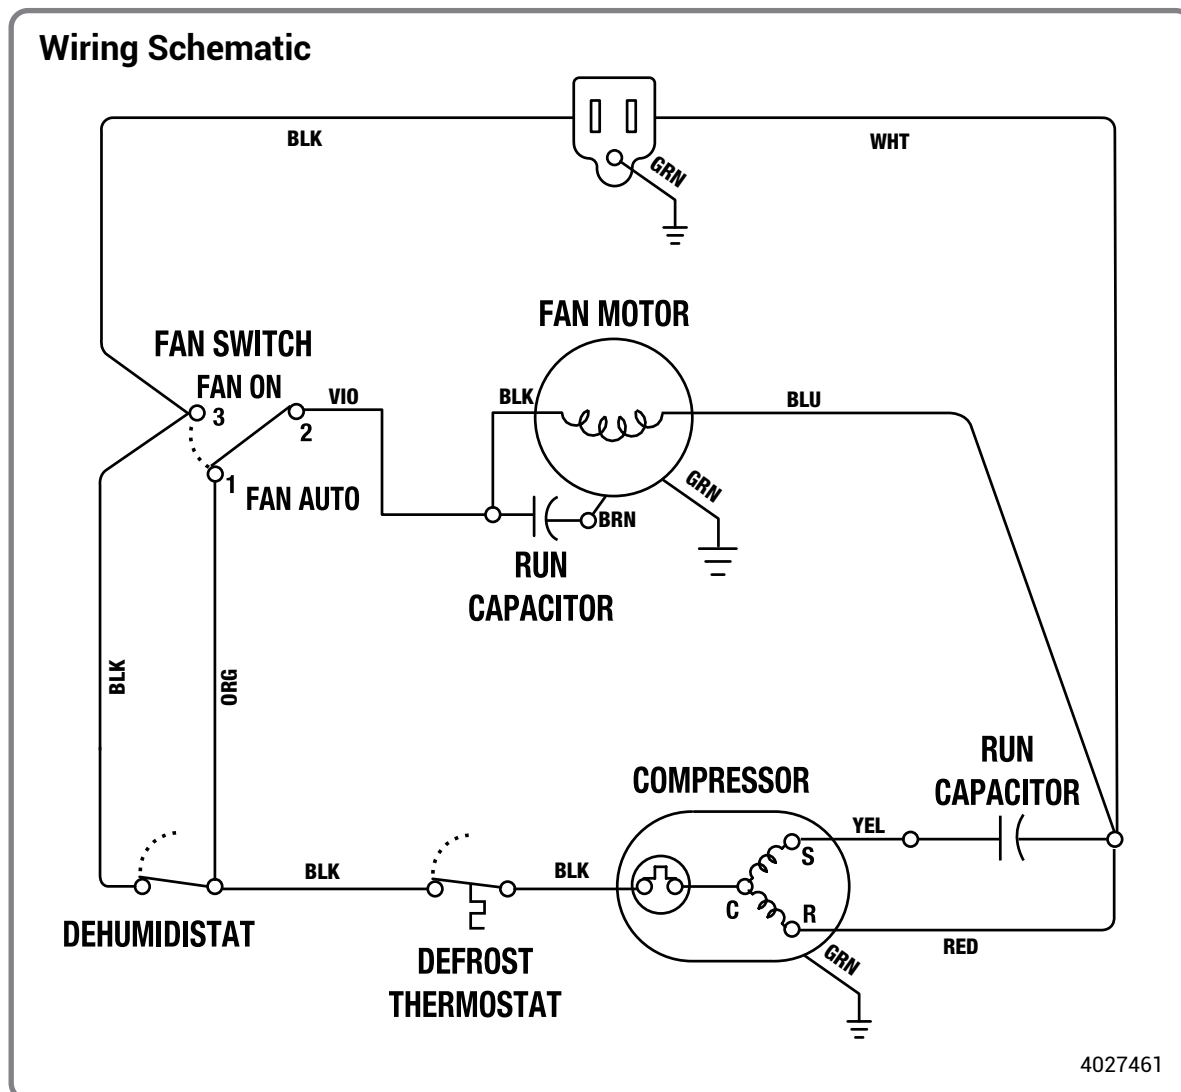 Wiring Schematic
BLK
WHT
GRN
FAN MOTOR
FAN SWITCH
FAN ON
3
2
VIO
BLK
BLU
1
FAN AUTO
GRN
BRN
RUN
CAPACITOR
BLK
ORG
COMPRESSOR
RUN
CAPACITOR
YEL
S
BLK
BLK
C
R
RED
GRN
DEHUMIDISTAT
DEFROST
THERMOSTAT
4027461